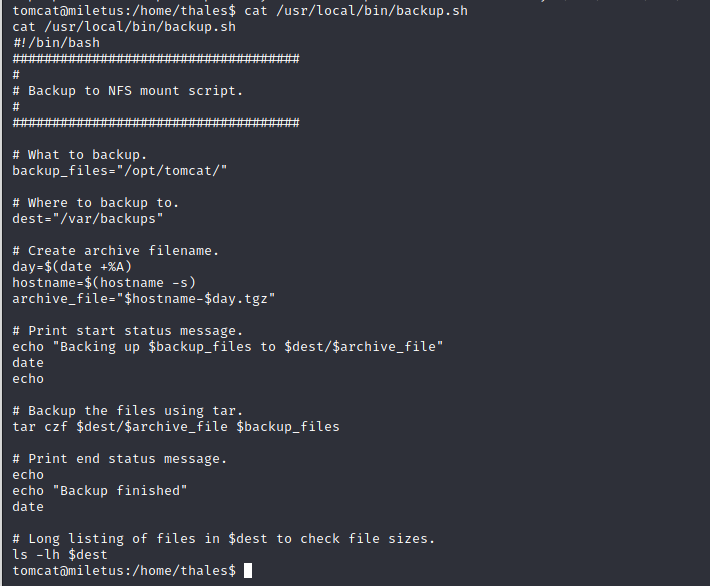 tomcat@miletus:/home/thales$ cat /usr/local/bin/backup.sh
cat /usr/local/bin/backup.sh
#!/bin/bash
####################################
#
# Backup to NFS mount script.
#
####################################

# What to backup.
backup_files="/opt/tomcat/"

# Where to backup to.
dest="/var/backups"

# Create archive filename.
day=$(date +%A)
hostname=$(hostname -s)
archive_file="$hostname-$day.tgz"

# Print start status message.
echo "Backing up $backup_files to $dest/$archive_file"
date
echo

# Backup the files using tar.
tar czf $dest/$archive_file $backup_files

# Print end status message.
echo
echo "Backup finished"
date

# Long listing of files in $dest to check file sizes.
ls -lh $dest
tomcat@miletus:/home/thales$